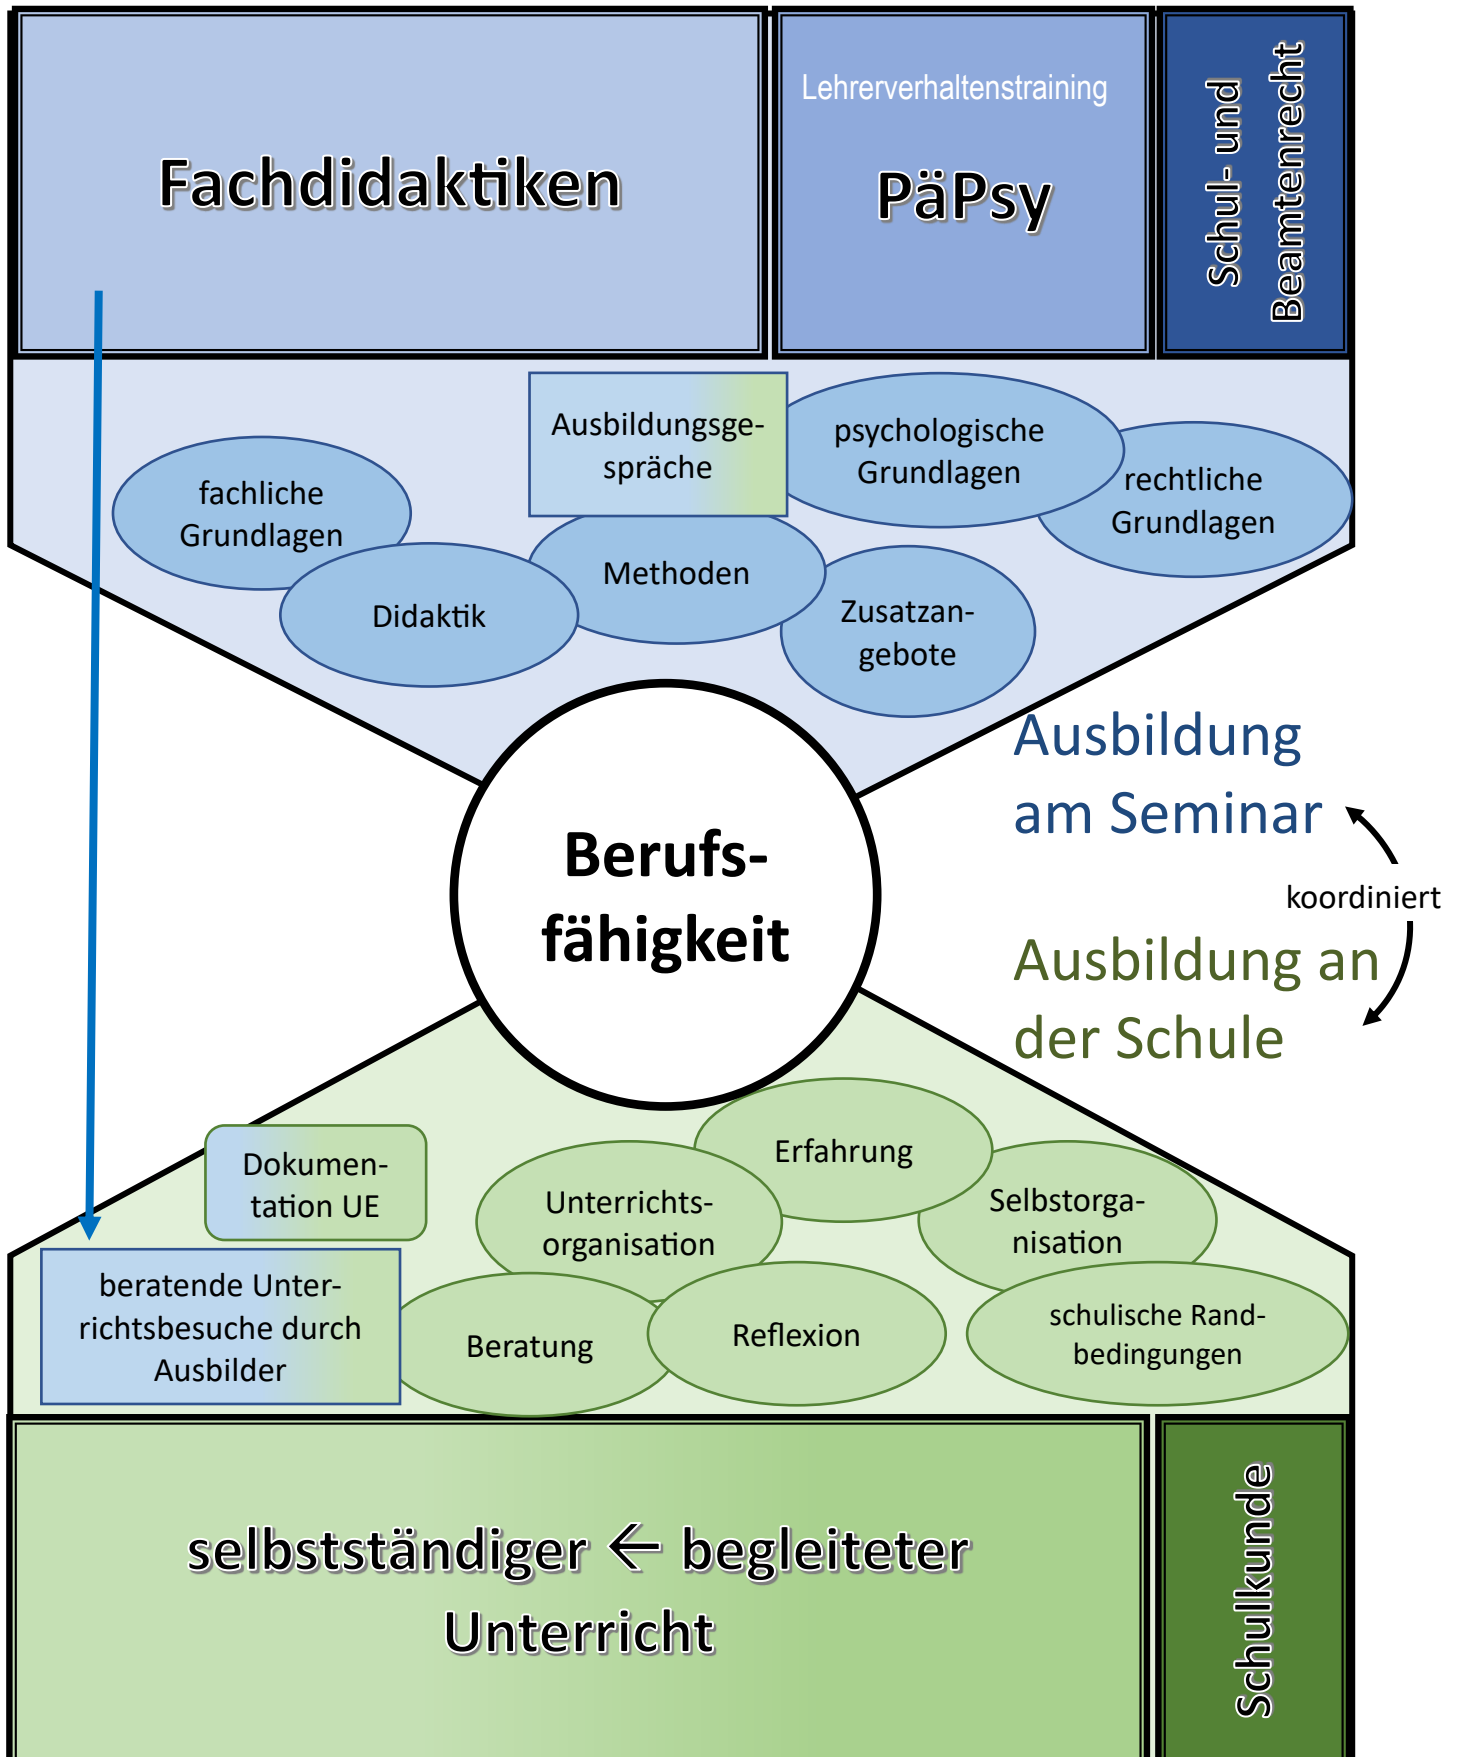 Fachdidaktiken
Lehrerverhaltenstraining
PäPsy
Schul- und
Beamtenrecht
Ausbildungsge-
spräche
psychologische
Grundlagen
rechtliche
Grundlagen
fachliche
Grundlagen
Didaktik
Methoden
Zusatzan-
gebote
Berufs-
fähigkeit
Ausbildung
am Seminar
koordiniert
Ausbildung an
der Schule
Dokumen-
tation UE
Erfahrung
Unterrichts-
organisation
Selbstorga-
nisation
beratende Unter-
richtsbesuche durch
Ausbilder
Beratung
Reflexion
schulische Rand-
bedingungen
selbstständiger ← begleiteter
Unterricht
Schulkunde